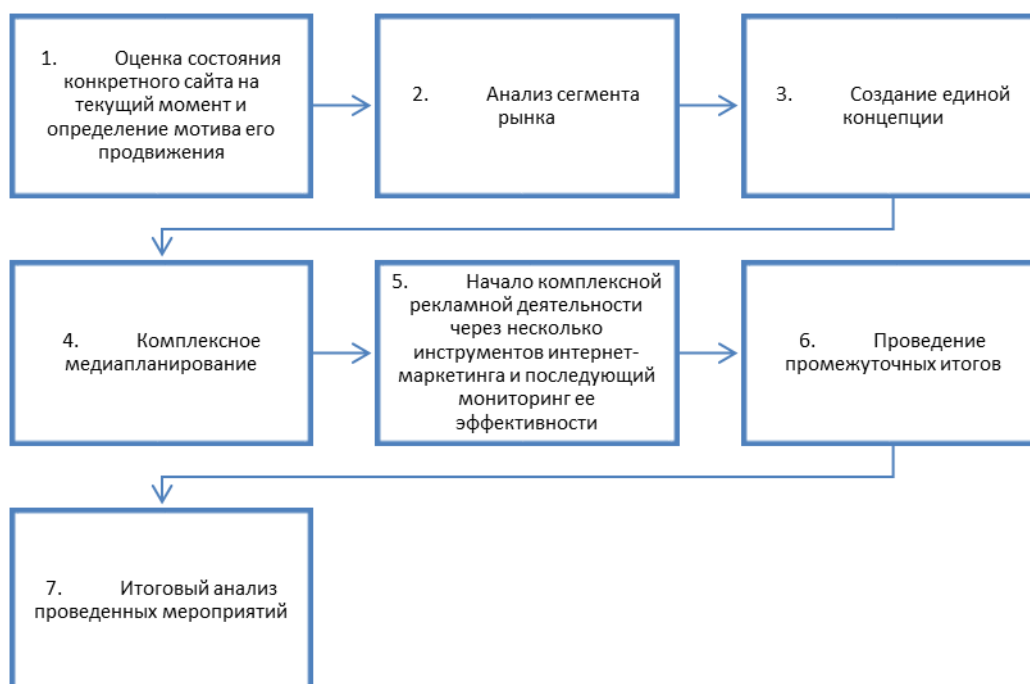 1. Оценка состояния
конкретного сайта на
текущий момент и
определение мотива его
продвижения
2. Анализ сегмента
рынка
3. Создание единой
концепции
4. Комплексное
медиапланирование
5. Начало комплексной
рекламной деятельности
через несколько
инструментов интернет-
маркетинга и последующий
мониторинг ее
эффективности
6. Проведение
промежуточных итогов
7. Итоговый анализ
проведенных мероприятий